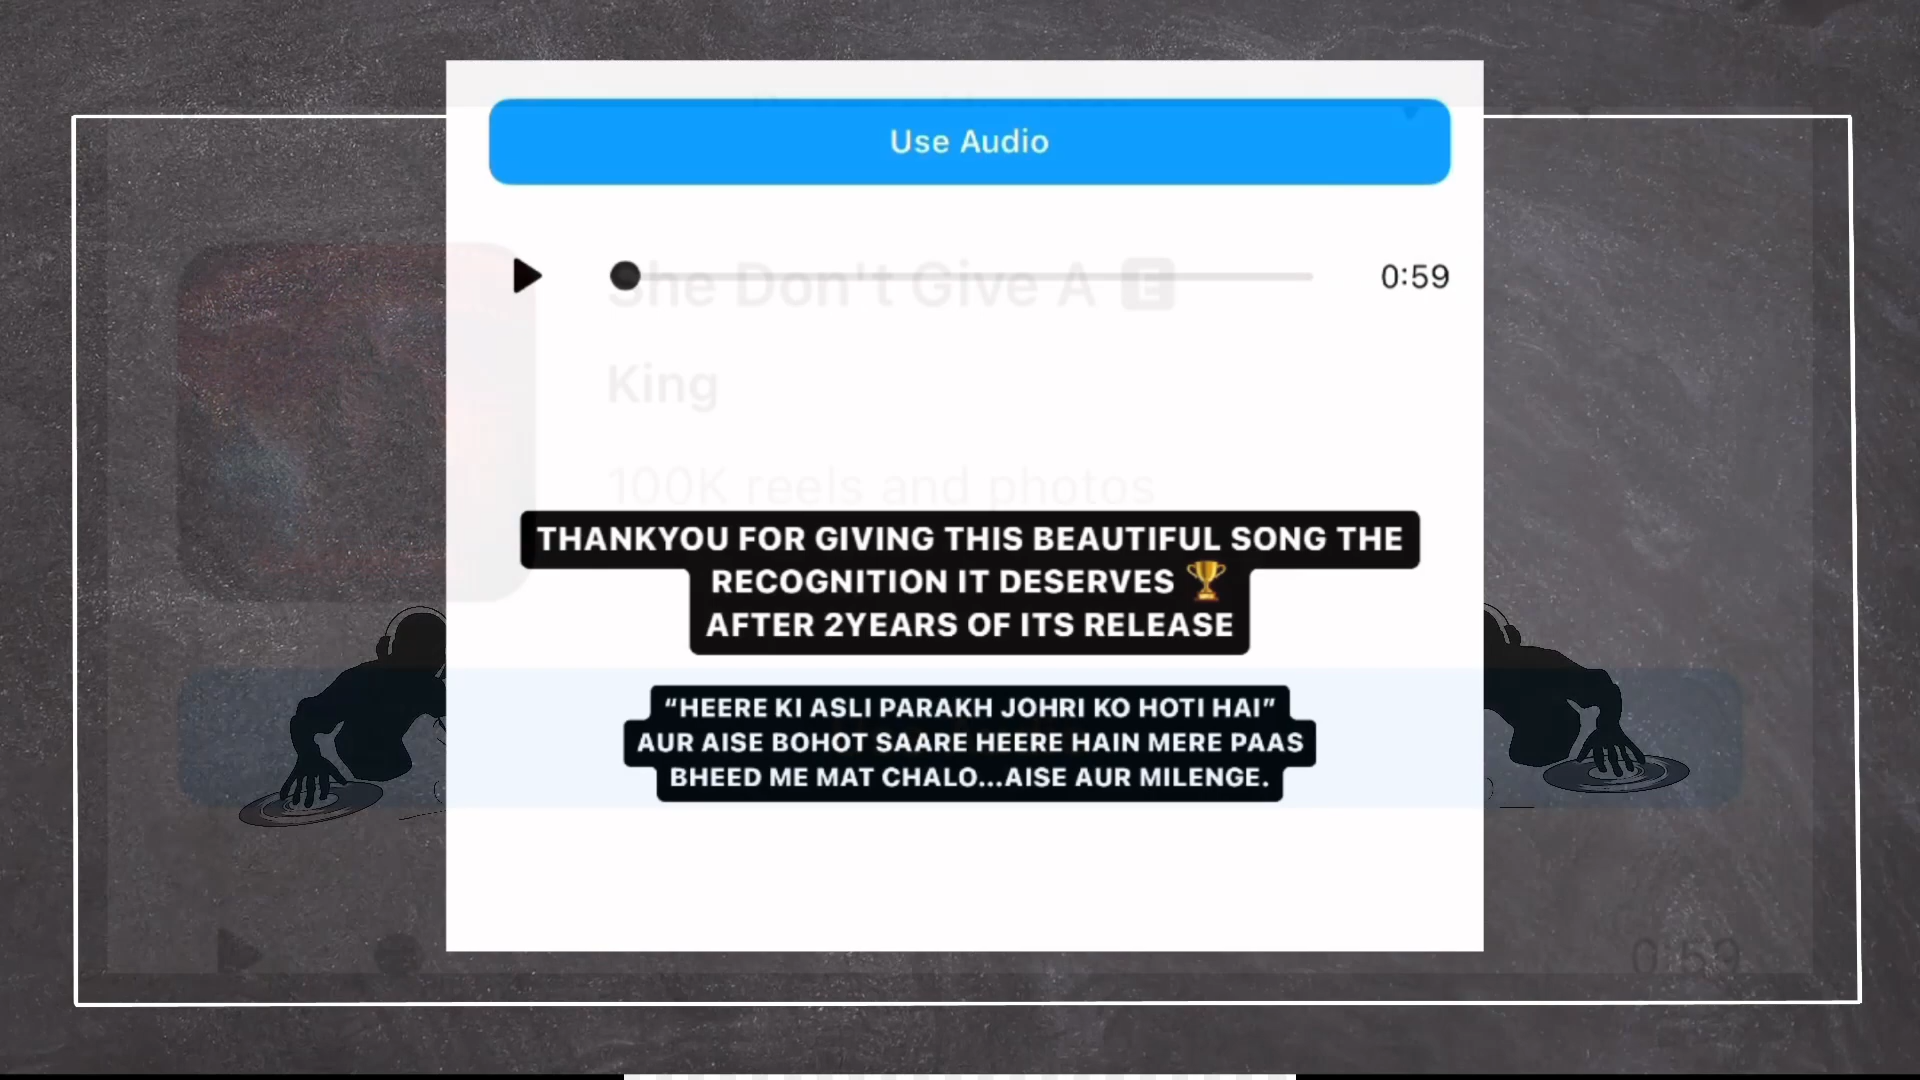 Use Audio
0:59
She Don't Give A E
King
100K reels and photos
THANKYOU FOR GIVING THIS BEAUTIFUL SONG THE
RECOGNITION IT DESERVES 🏆
AFTER 2YEARS OF ITS RELEASE
“HEERE KI ASLI PARAKH JOHRI KO HOTI HAI”
AUR AISE BOHOT SAARE HEERE HAIN MERE PAAS
BHEED ME MAT CHALO...AISE AUR MILENGE.
0:59